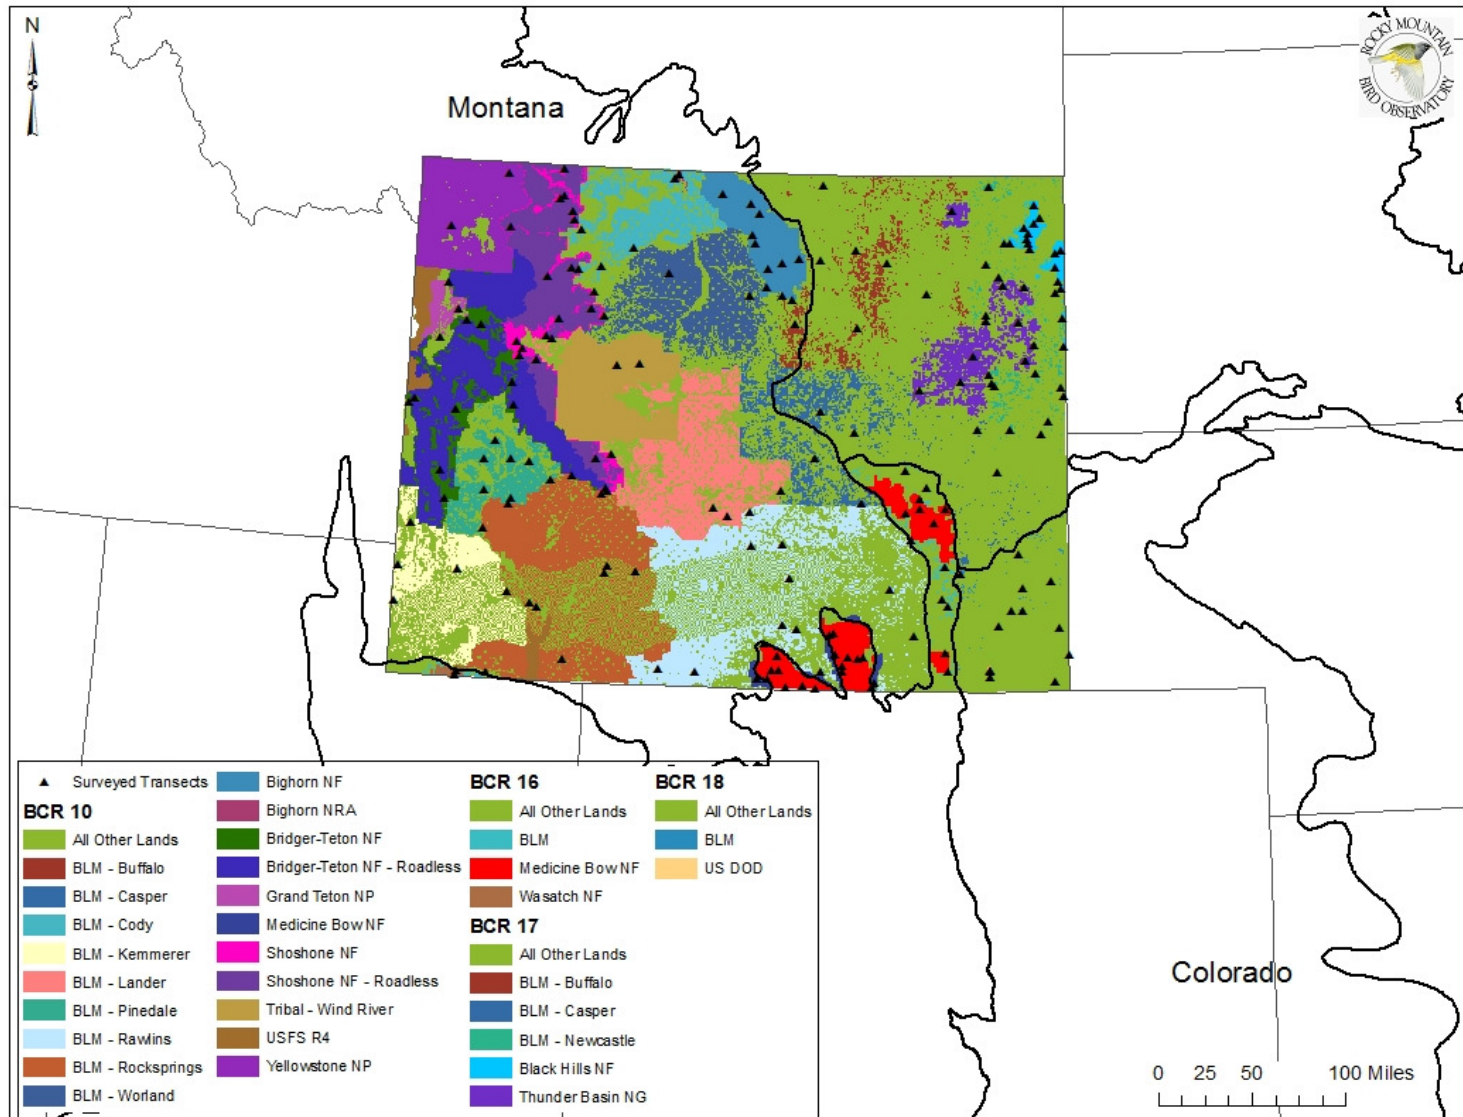 N
ROCKY MOUNTAIN
BIRD OBSERVATORY
Montana
Colorado
Surveyed Transects
BCR 10
All Other Lands
BLM - Buffalo
BLM - Casper
BLM - Cody
BLM - Kemmerer
BLM - Lander
BLM - Pinedale
BLM - Rawlins
BLM - Rocksprings
BLM - Worland
Bighorn NF
Bighorn NRA
Bridger-Teton NF
Bridger-Teton NF - Roadless
Grand Teton NP
Medicine Bow NF
Shoshone NF
Shoshone NF - Roadless
Tribal - Wind River
USFS R4
Yellowstone NP
BCR 16
All Other Lands
BLM
Medicine Bow NF
Wasatch NF
BCR 17
All Other Lands
BLM - Buffalo
BLM - Casper
BLM - Newcastle
Black Hills NF
Thunder Basin NG
BCR 18
All Other Lands
BLM
US DOD
0 25 50 100 Miles